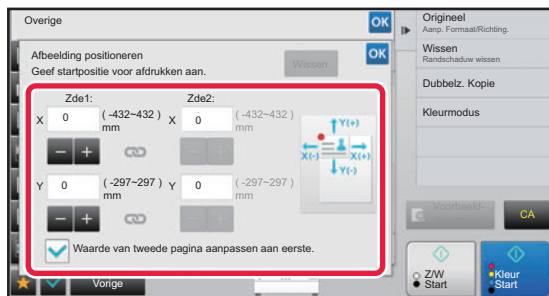 Overige
OK
Afbeelding positioneren
Geef startpositie voor afdrukken aan.
Wissen
OK
Zde1:
Zde2:
X 0 ( -432~432 ) mm
X 0 ( -432~432 ) mm
− +
− +
Y 0 ( -297~297 ) mm
Y 0 ( -297~297 ) mm
− +
− +
Y(+)
X(-)
X(+)
Y(-)
Waarde van tweede pagina aanpassen aan eerste.
Vorige
Origineel
Aanp. Formaat/Richting.
Wissen
Randschaduw wissen
Dubbelz. Kopie
Kleurmodus
Voorbeeld-
CA
Z/W
Start
Kleur
Start